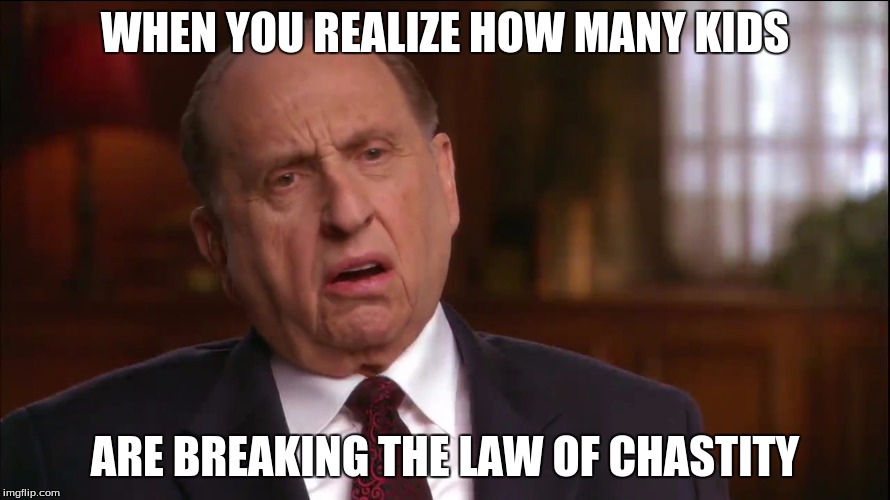 WHEN YOU REALIZE HOW MANY KIDS
ARE BREAKING THE LAW OF CHASTITY
imgflip.com